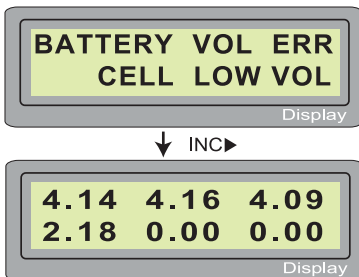 BATTERY VOL ERR
CELL LOW VOL
Display
INC▶
4.14 4.16 4.09
2.18 0.00 0.00
Display